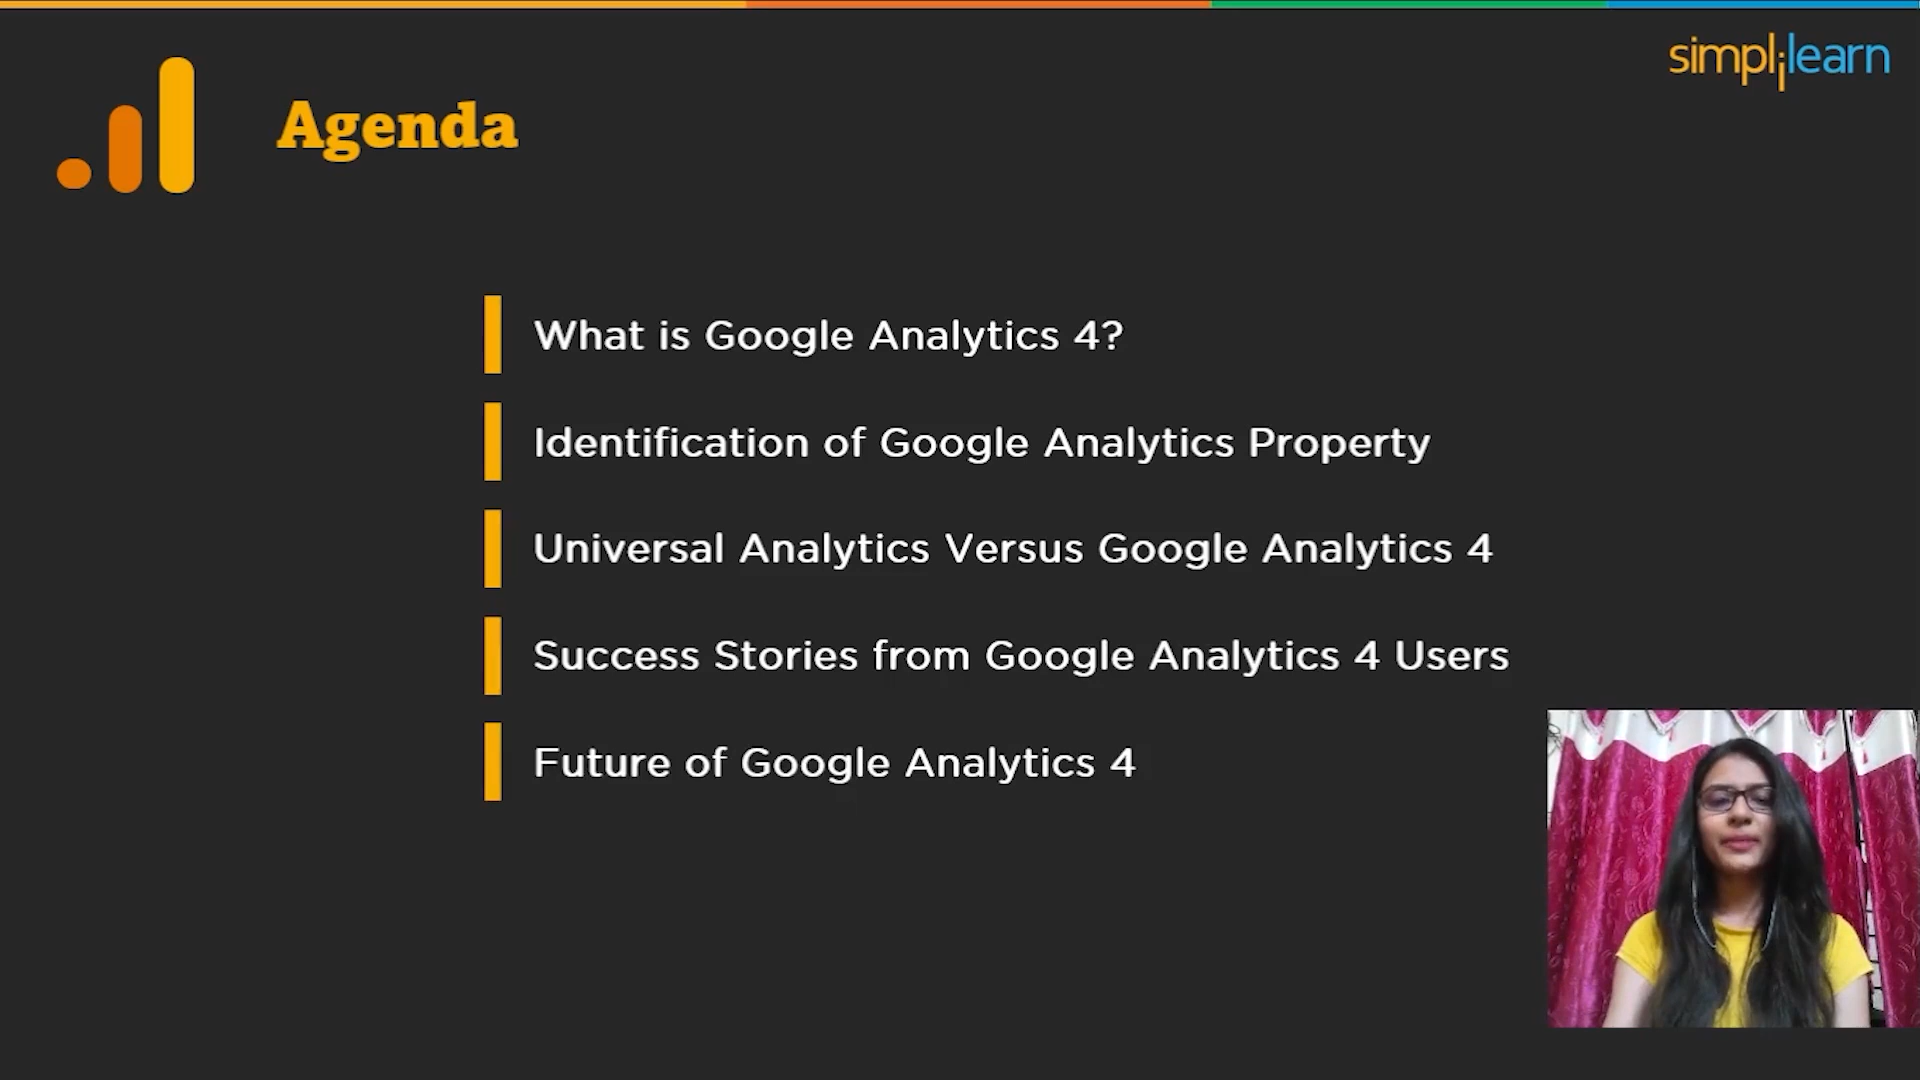 simplilearn
Agenda
What is Google Analytics 4?
Identification of Google Analytics Property
Universal Analytics Versus Google Analytics 4
Success Stories from Google Analytics 4 Users
Future of Google Analytics 4